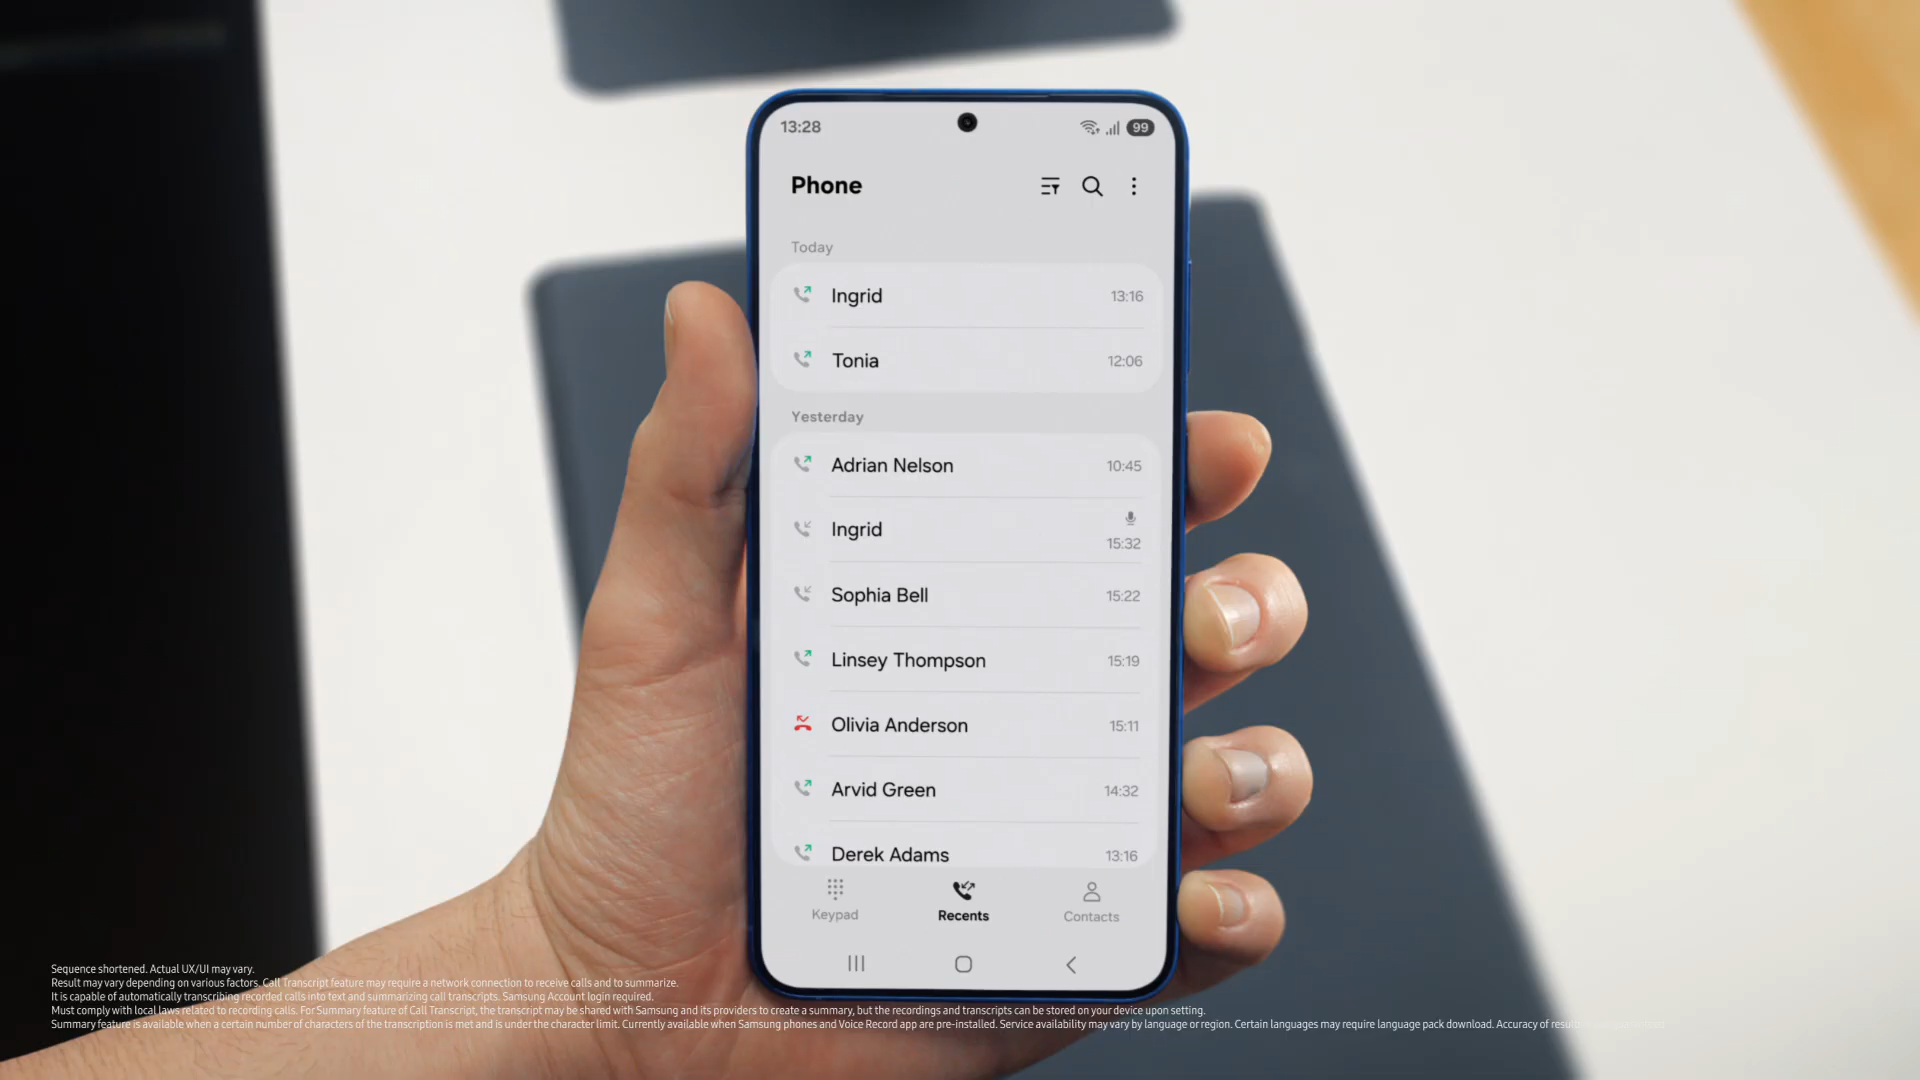 13:28
99
Phone
Today
Ingrid 13:16
Tonia 12:06
Yesterday
Adrian Nelson 10:45
Ingrid 15:32
Sophia Bell 15:22
Linsey Thompson 15:19
Olivia Anderson 15:11
Arvid Green 14:32
Derek Adams 13:16
Keypad Recents Contacts
Sequence shortened. Actual UX/UI may vary.
Result may vary depending on various factors. Call Transcript feature may require a network connection to receive calls and to summarize.
It is capable of automatically transcribing recorded calls into text and summarizing call transcripts. Samsung Account login required.
Must comply with local laws related to recording calls. For Summary feature of Call Transcript, the transcript may be shared with Samsung and its providers to create a summary, but the recordings and transcripts can be stored on your device upon setting.
Summary feature is available when a certain number of characters of the transcription is met and is under the character limit. Currently available when Samsung phones and Voice Record app are pre-installed. Service availability may vary by language or region. Certain languages may require language pack download. Accuracy of